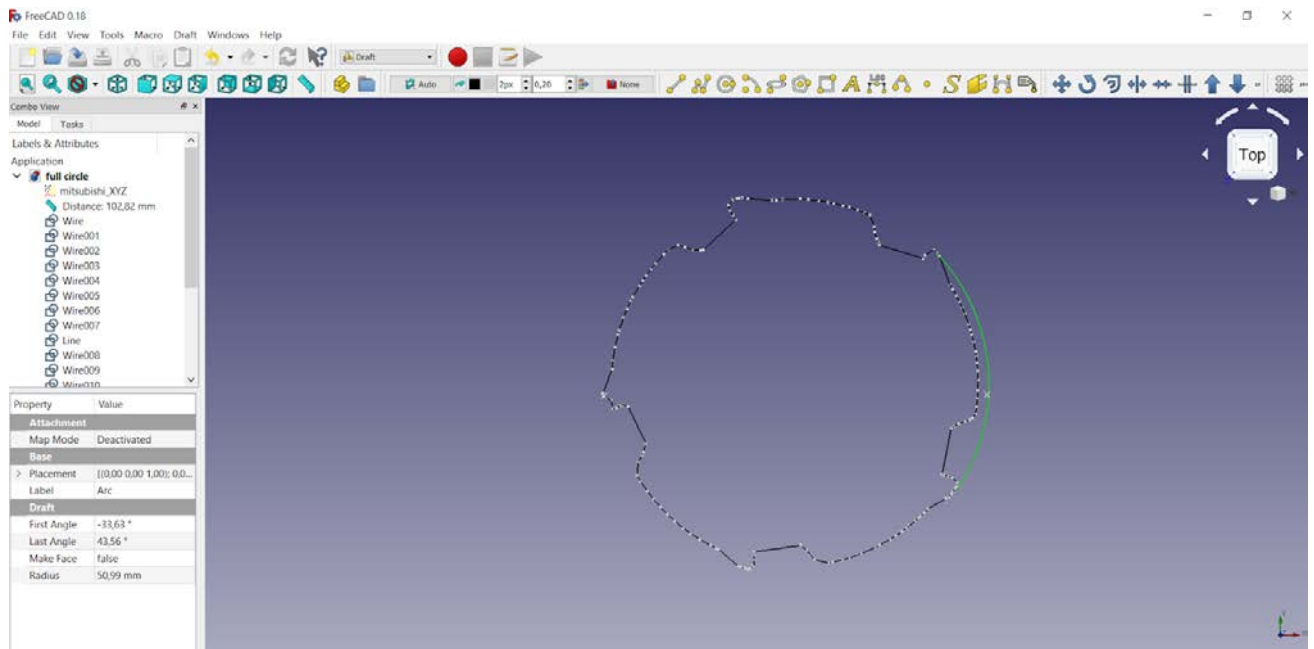 FreeCAD 0.18
File Edit View Tools Macro Draft Windows Help
Draft
Auto 2px 0,20 None
Combo View
Model Tasks
Labels & Attributes
Application
full circle
mitsubishi_XYZ
Distance: 102,82 mm
Wire
Wire001
Wire002
Wire003
Wire004
Wire005
Wire006
Wire007
Line
Wire008
Wire009
Wire010
Property Value
Attachment
Map Mode Deactivated
Base
Placement [(0,00 0,00 1,00); 0,0...
Label Arc
Draft
First Angle -33,63 °
Last Angle 43,56 °
Make Face false
Radius 50,99 mm
Top